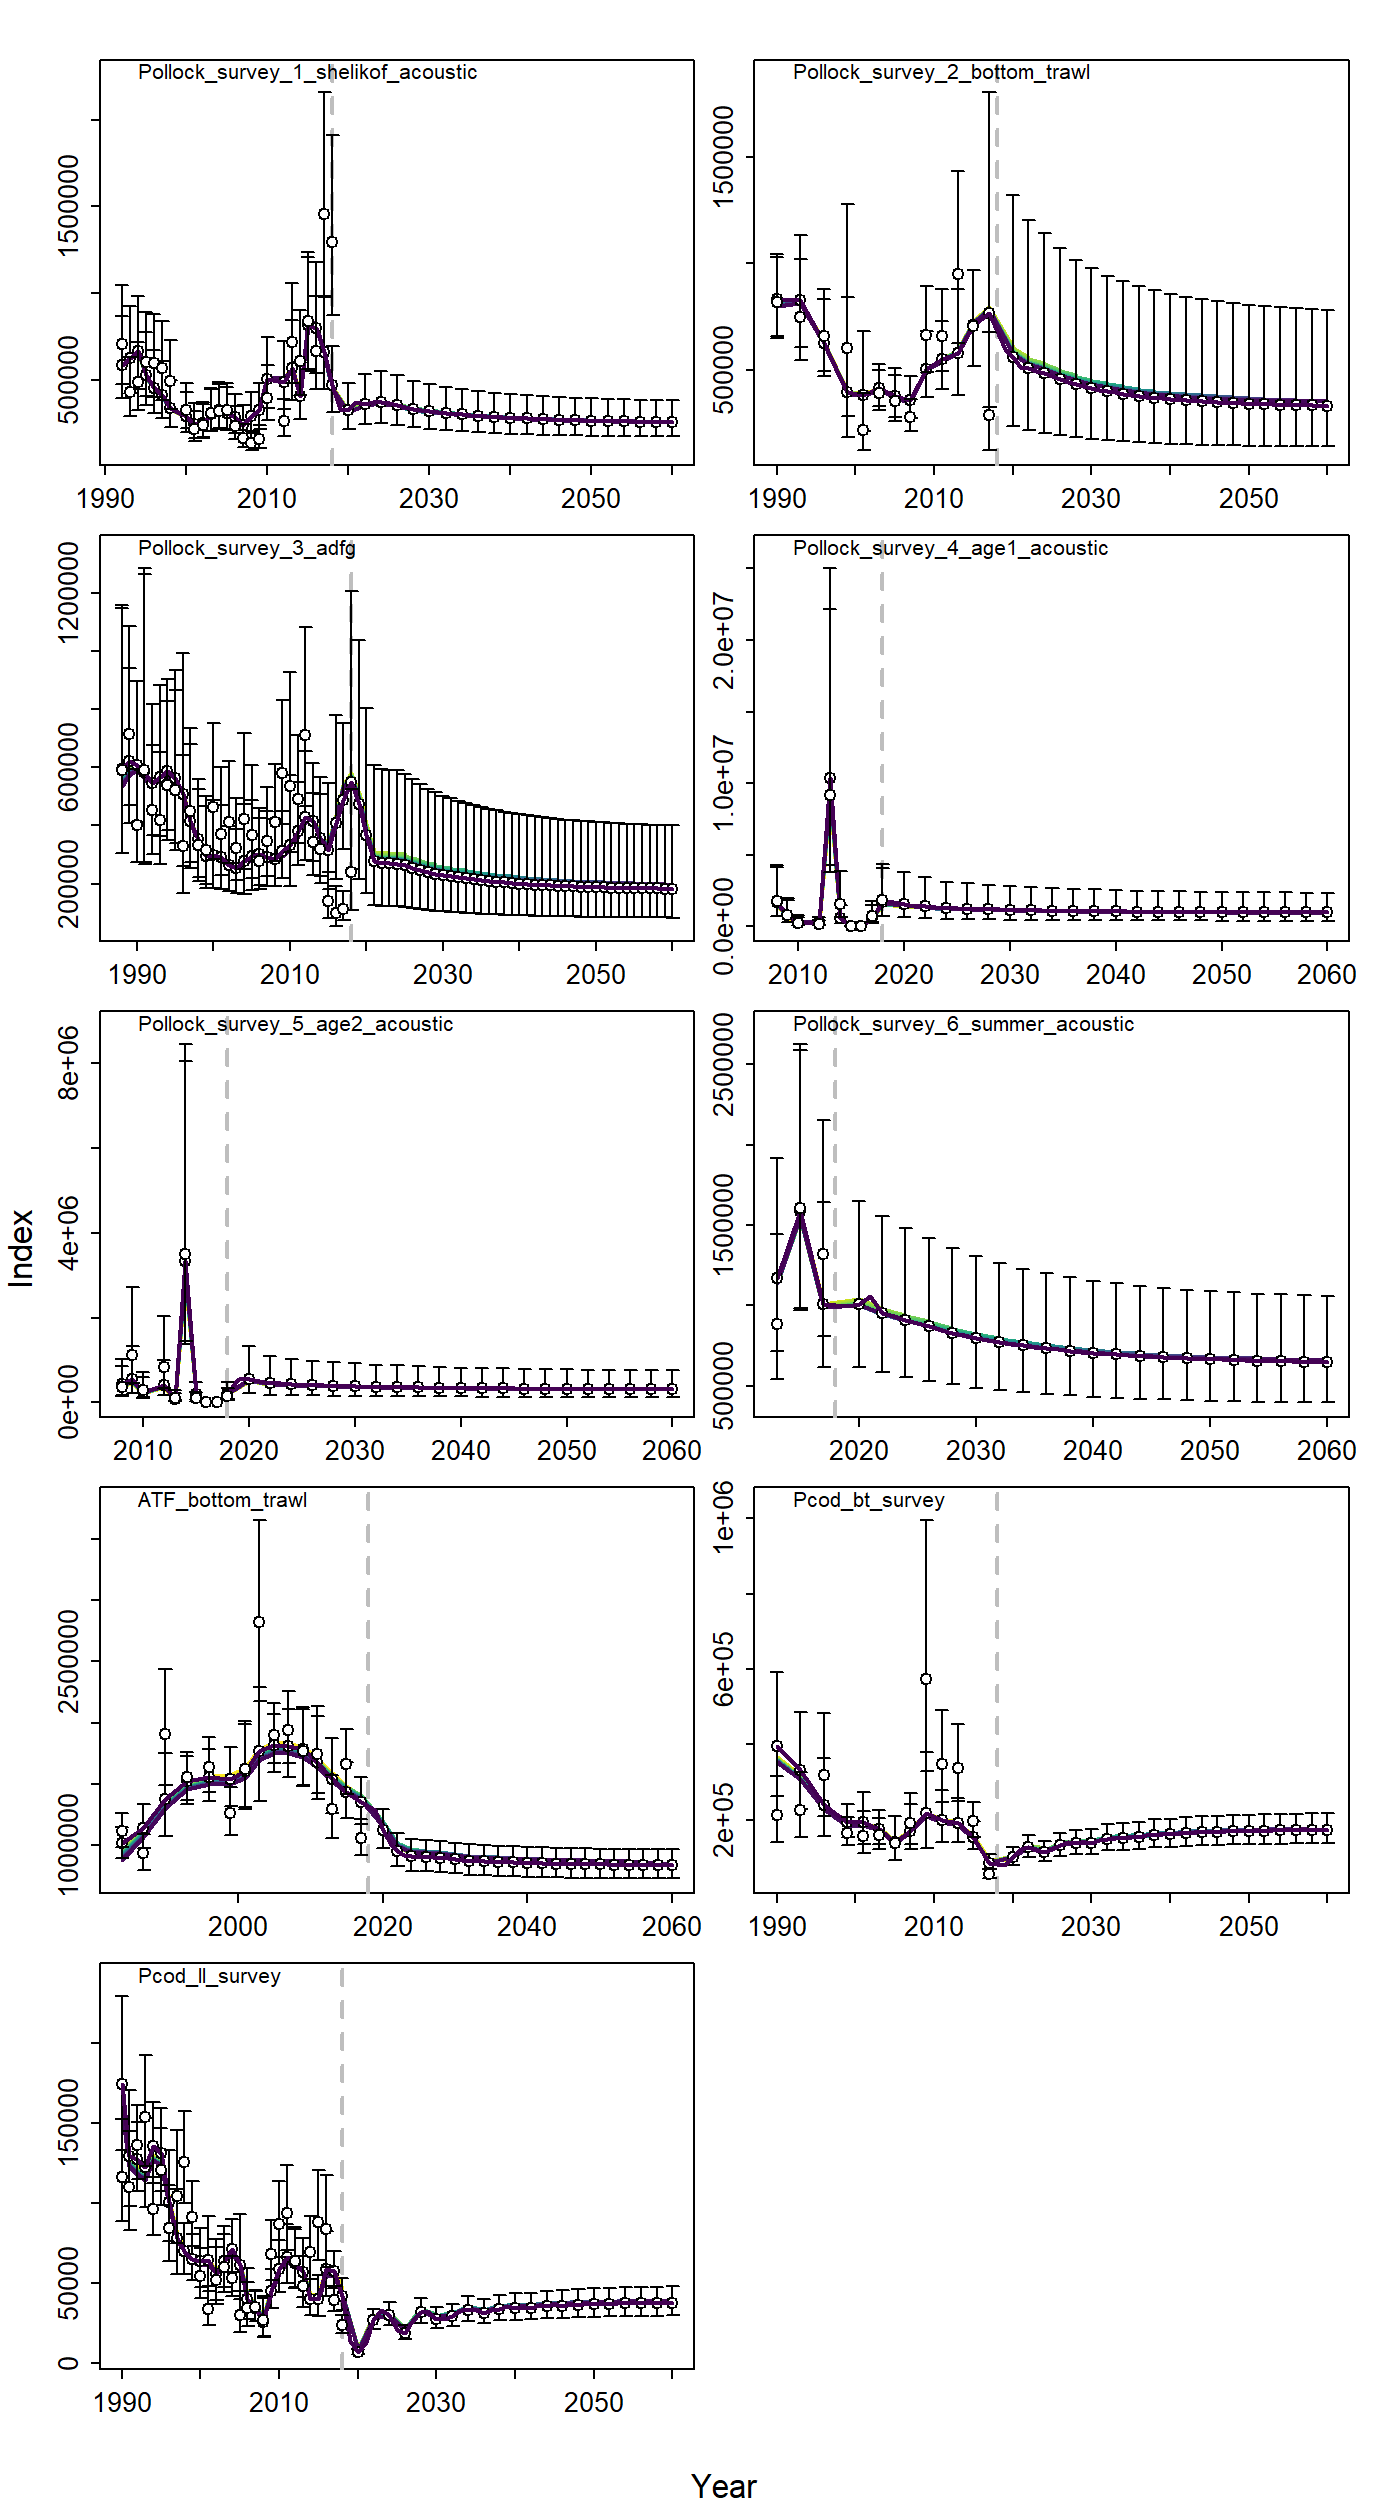 Pollock_survey_1_shelikof_acoustic
500000 1500000
1990 2010 2030 2050
Pollock_survey_2_bottom_trawl
500000 1500000
1990 2010 2030 2050
Pollock_survey_3_adfg
200000 600000 1200000
1990 2010 2030 2050
Pollock_survey_4_age1_acoustic
0.0e+00 1.0e+07 2.0e+07
2010 2020 2030 2040 2050 2060
Pollock_survey_5_age2_acoustic
0e+00 4e+06 8e+06
2010 2020 2030 2040 2050 2060
Pollock_survey_6_summer_acoustic
500000 1500000 2500000
2020 2030 2040 2050 2060
Index
ATF_bottom_trawl
1000000 2500000
2000 2020 2040 2060
Pcod_bt_survey
2e+05 6e+05 1e+06
1990 2010 2030 2050
Pcod_ll_survey
0 50000 150000
1990 2010 2030 2050
Year